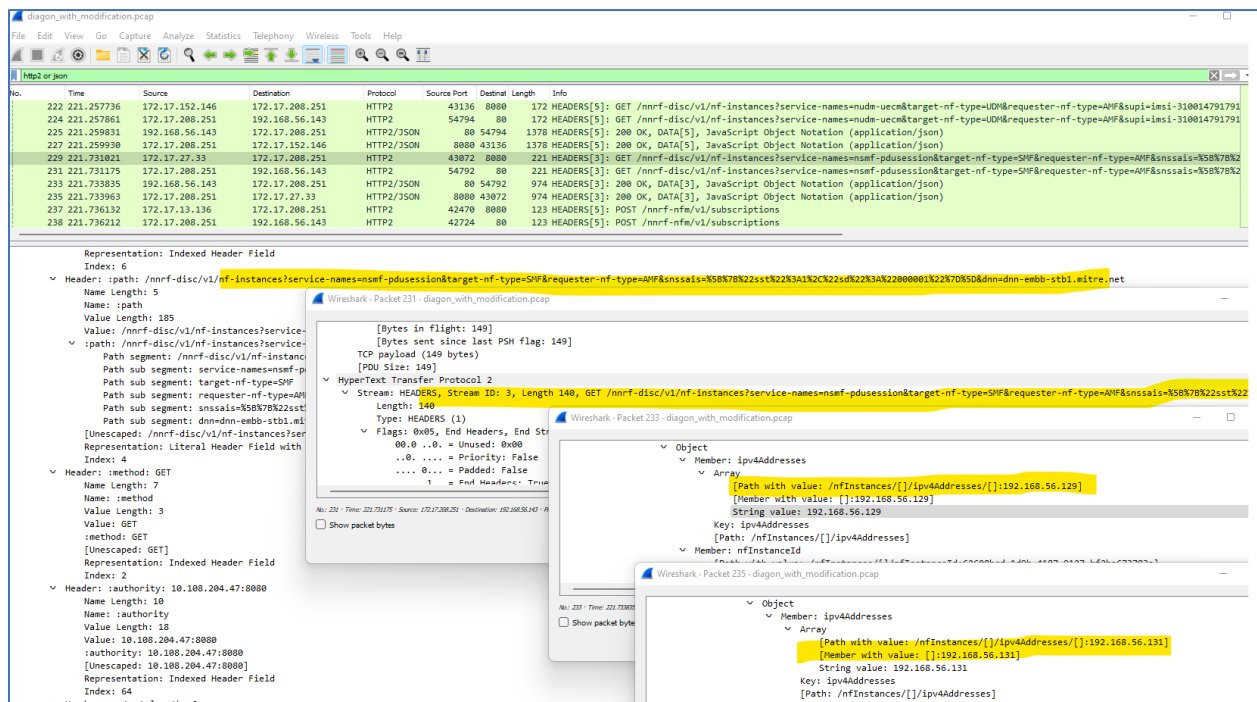 diagon_with_modification.pcap
File Edit View Go Capture Analyze Statistics Telephony Wireless Tools Help
http2 or json
No. Time Source Destination Protocol Source Port Destinat Length Info
222 221.257736 172.17.152.146 172.17.208.251 HTTP2 43136 8080 172 HEADERS[5]: GET /nnrf-disc/v1/nf-instances?service-names=nudm-uecm&target-nf-type=UDM&requester-nf-type=AMF&supi=imsi-310014791791
224 221.257861 172.17.208.251 192.168.56.143 HTTP2 54794 80 172 HEADERS[5]: GET /nnrf-disc/v1/nf-instances?service-names=nudm-uecm&target-nf-type=UDM&requester-nf-type=AMF&supi=imsi-310014791791
225 221.259831 192.168.56.143 172.17.208.251 HTTP2/JSON 80 54794 1378 HEADERS[5]: 200 OK, DATA[5], JavaScript Object Notation (application/json)
227 221.259930 172.17.208.251 172.17.152.146 HTTP2/JSON 8080 43136 1378 HEADERS[5]: 200 OK, DATA[5], JavaScript Object Notation (application/json)
229 221.731021 172.17.27.33 172.17.208.251 HTTP2 43072 8080 221 HEADERS[3]: GET /nnrf-disc/v1/nf-instances?service-names=nsmf-pdusession&target-nf-type=SMF&requester-nf-type=AMF&snssais=%5B%7B%2
231 221.731175 172.17.208.251 192.168.56.143 HTTP2 54792 80 221 HEADERS[3]: GET /nnrf-disc/v1/nf-instances?service-names=nsmf-pdusession&target-nf-type=SMF&requester-nf-type=AMF&snssais=%5B%7B%2
233 221.733835 192.168.56.143 172.17.208.251 HTTP2/JSON 80 54792 974 HEADERS[3]: 200 OK, DATA[3], JavaScript Object Notation (application/json)
235 221.733963 172.17.208.251 172.17.27.33 HTTP2/JSON 8080 43072 974 HEADERS[3]: 200 OK, DATA[3], JavaScript Object Notation (application/json)
237 221.736132 172.17.13.136 172.17.208.251 HTTP2 42470 8080 123 HEADERS[5]: POST /nnrf-nfm/v1/subscriptions
238 221.736212 172.17.208.251 192.168.56.143 HTTP2 42724 80 123 HEADERS[5]: POST /nnrf-nfm/v1/subscriptions
Representation: Indexed Header Field
Index: 6
Header: :path: /nnrf-disc/v1/nf-instances?service-names=nsmf-pdusession&target-nf-type=SMF&requester-nf-type=AMF&snssais=%5B%7B%22sst%22%3A1%2C%22sd%22%3A%22000001%22%7D%5D&dnn=dnn-embb-stb1.mitre.net
Name Length: 5
Name: :path
Value Length: 185
Value: /nnrf-disc/v1/nf-instances?service-
:path: /nnrf-disc/v1/nf-instances?service-
Path segment: /nnrf-disc/v1/nf-instanc
Path sub segment: service-names=nsmf-p
Path sub segment: target-nf-type=SMF
Path sub segment: requester-nf-type=AM
Path sub segment: snssais=%5B%7B%22sst
Path sub segment: dnn=dnn-embb-stb1.mi
[Unescaped: /nnrf-disc/v1/nf-instances?ser
Representation: Literal Header Field with
Index: 4
Header: :method: GET
Name Length: 7
Name: :method
Value Length: 3
Value: GET
:method: GET
[Unescaped: GET]
Representation: Indexed Header Field
Index: 2
Header: :authority: 10.108.204.47:8080
Name Length: 10
Name: :authority
Value Length: 18
Value: 10.108.204.47:8080
:authority: 10.108.204.47:8080
[Unescaped: 10.108.204.47:8080]
Representation: Indexed Header Field
Index: 64
Wireshark · Packet 231 · diagon_with_modification.pcap
[Bytes in flight: 149]
[Bytes sent since last PSH flag: 149]
TCP payload (149 bytes)
[PDU Size: 149]
HyperText Transfer Protocol 2
Stream: HEADERS, Stream ID: 3, Length 140, GET /nnrf-disc/v1/nf-instances?service-names=nsmf-pdusession&target-nf-type=SMF&requester-nf-type=AMF&snssais=%5B%7B%22sst%22
Length: 140
Type: HEADERS (1)
Flags: 0x05, End Headers, End Str
00.0 ..0. = Unused: 0x00
..0. .... = Priority: False
.... 0... = Padded: False
.... .1.. = End Headers: True
No.: 231 · Time: 221.731175 · Source: 172.17.208.251 · Destination: 192.168.56.143 · P
Show packet bytes
Wireshark · Packet 233 · diagon_with_modification.pcap
Object
Member: ipv4Addresses
Array
[Path with value: /nfInstances/[]/ipv4Addresses/[]:192.168.56.129]
[Member with value: []:192.168.56.129]
String value: 192.168.56.129
Key: ipv4Addresses
[Path: /nfInstances/[]/ipv4Addresses]
Member: nfInstanceId
No.: 233 · Time: 221.733835
Show packet byte
Wireshark · Packet 235 · diagon_with_modification.pcap
Object
Member: ipv4Addresses
Array
[Path with value: /nfInstances/[]/ipv4Addresses/[]:192.168.56.131]
[Member with value: []:192.168.56.131]
String value: 192.168.56.131
Key: ipv4Addresses
[Path: /nfInstances/[]/ipv4Addresses]